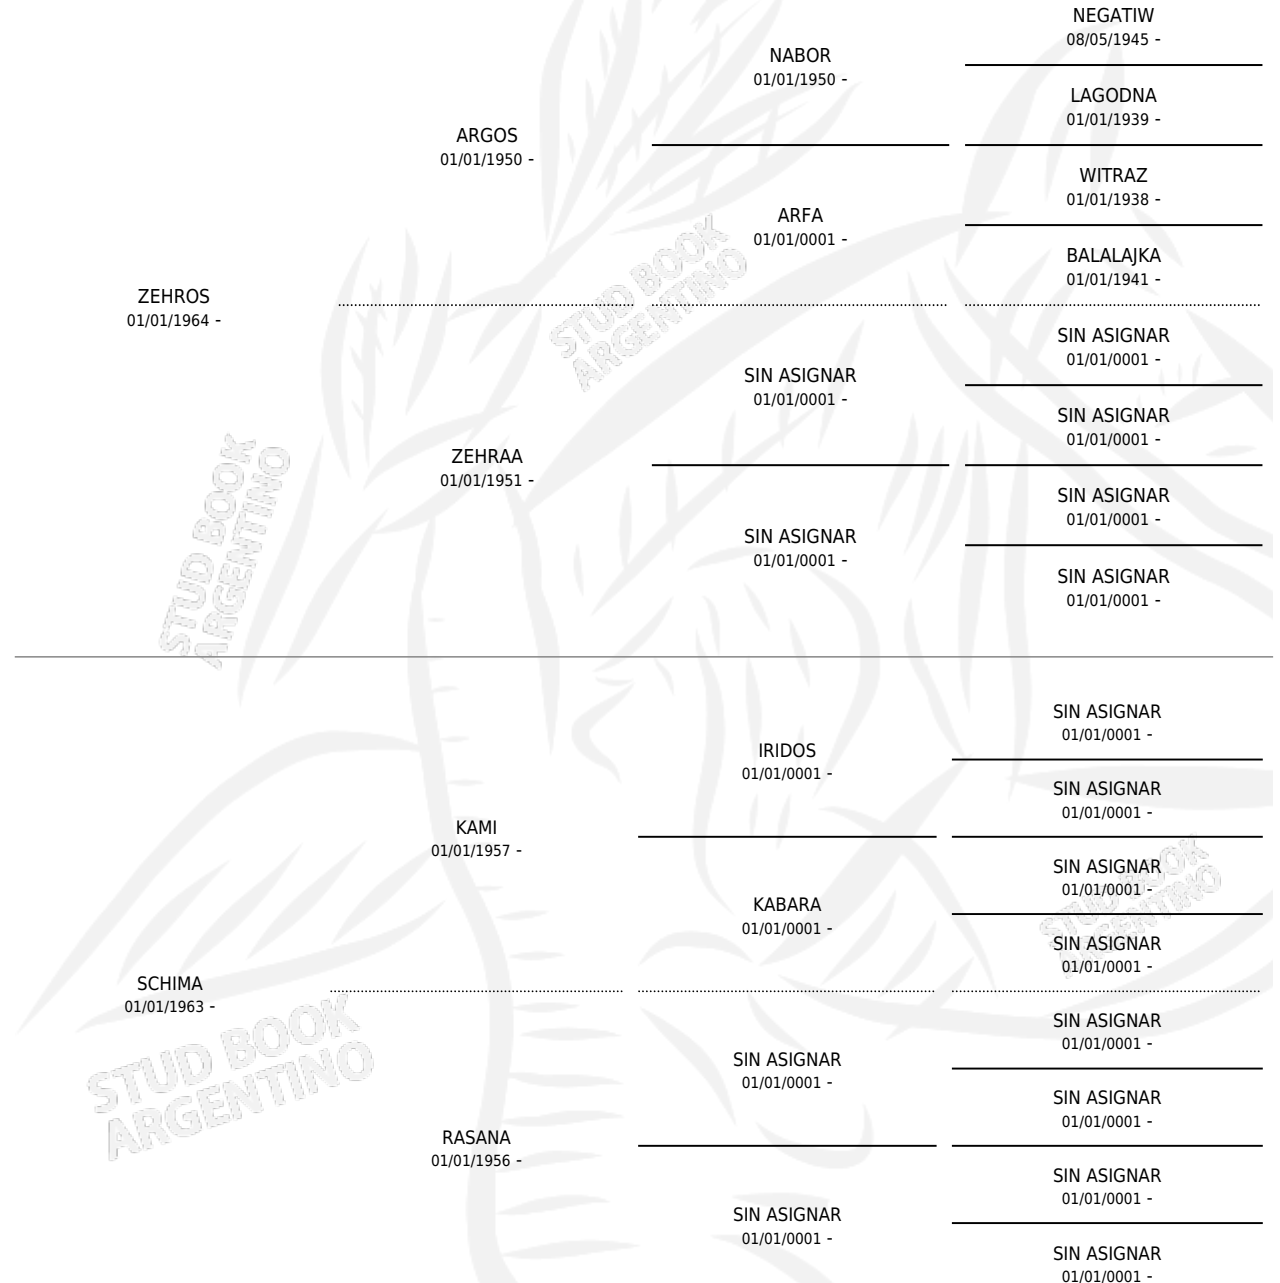 NEGATIW
08/05/1945 -
NABOR
01/01/1950 -
LAGODNA
01/01/1939 -
ARGOS
01/01/1950 -
WITRAZ
01/01/1938 -
ARFA
01/01/0001 -
BALALAJKA
01/01/1941 -
ZEHROS
01/01/1964 -
SIN ASIGNAR
01/01/0001 -
SIN ASIGNAR
01/01/0001 -
SIN ASIGNAR
01/01/0001 -
ZEHRAA
01/01/1951 -
SIN ASIGNAR
01/01/0001 -
SIN ASIGNAR
01/01/0001 -
SIN ASIGNAR
01/01/0001 -
STUD BOOK
ARGENTINO
STUD BOOK
ARGENTINO
SIN ASIGNAR
01/01/0001 -
IRIDOS
01/01/0001 -
SIN ASIGNAR
01/01/0001 -
KAMI
01/01/1957 -
SIN ASIGNAR
01/01/0001 -
KABARA
01/01/0001 -
SIN ASIGNAR
01/01/0001 -
SCHIMA
01/01/1963 -
SIN ASIGNAR
01/01/0001 -
SIN ASIGNAR
01/01/0001 -
SIN ASIGNAR
01/01/0001 -
RASANA
01/01/1956 -
SIN ASIGNAR
01/01/0001 -
SIN ASIGNAR
01/01/0001 -
SIN ASIGNAR
01/01/0001 -
STUD BOOK
ARGENTINO
STUD BOOK
ARGENTINO